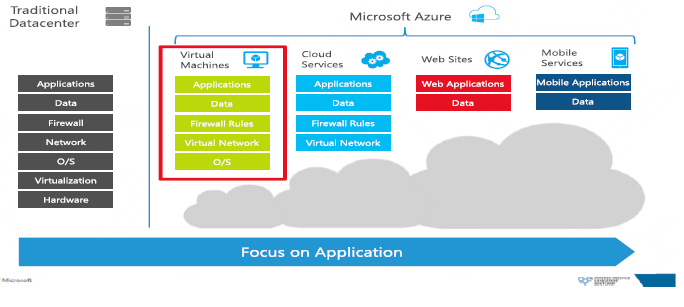 Traditional
Datacenter
Microsoft Azure
Virtual
Machines
Cloud
Services
Web Sites
Mobile
Services
Applications
Data
Firewall
Network
O/S
Virtualization
Hardware
Applications
Data
Firewall Rules
Virtual Network
O/S
Applications
Data
Firewall Rules
Virtual Network
Web Applications
Data
Mobile Applications
Data
Focus on Application
Microsoft